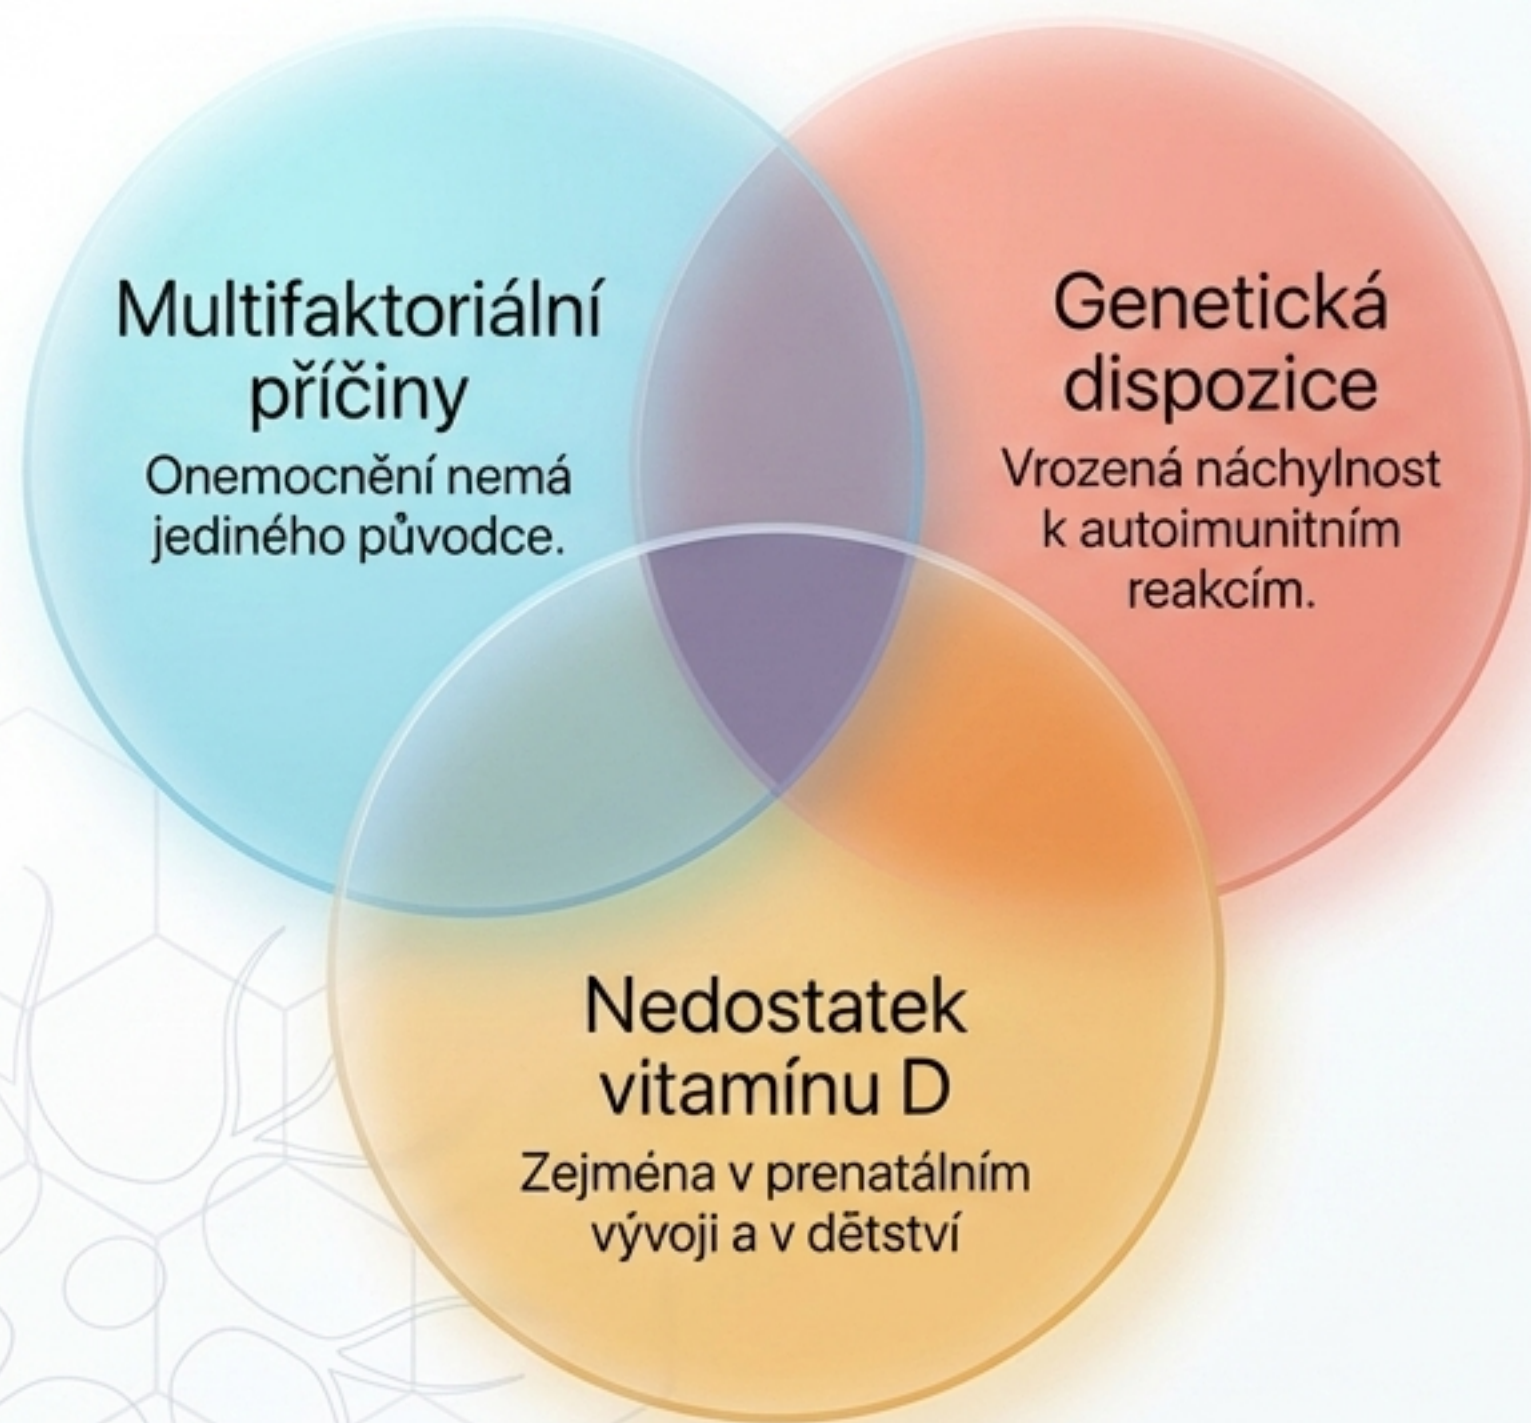 Multifaktoriální
příčiny
Onemocnění nemá
jediného původce.
Genetická
dispozice
Vrozená náchylnost
k autoimunitním
reakcím.
Nedostatek
vitamínu D
Zejména v prenatálním
vývoji a v dětství